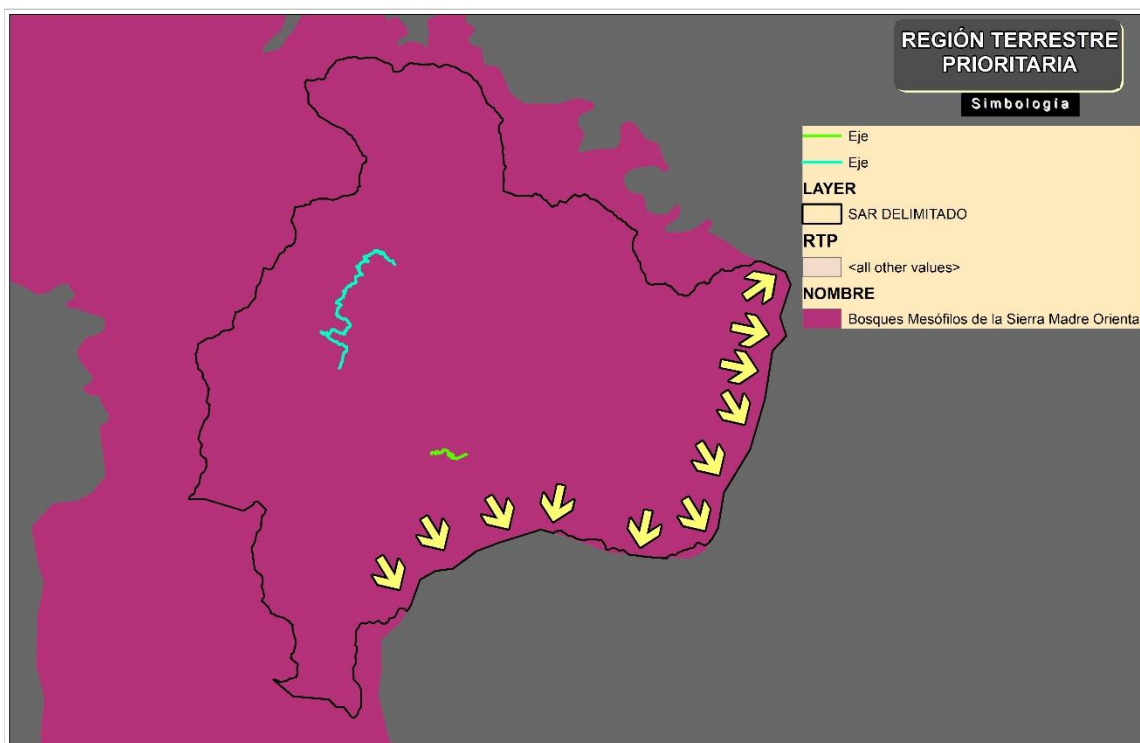 REGIÓN TERRESTRE
PRIORITARIA
Simbología
Eje
Eje
LAYER
SAR DELIMITADO
RTP
<all other values>
NOMBRE
Bosques Mesófilos de la Sierra Madre Orienta